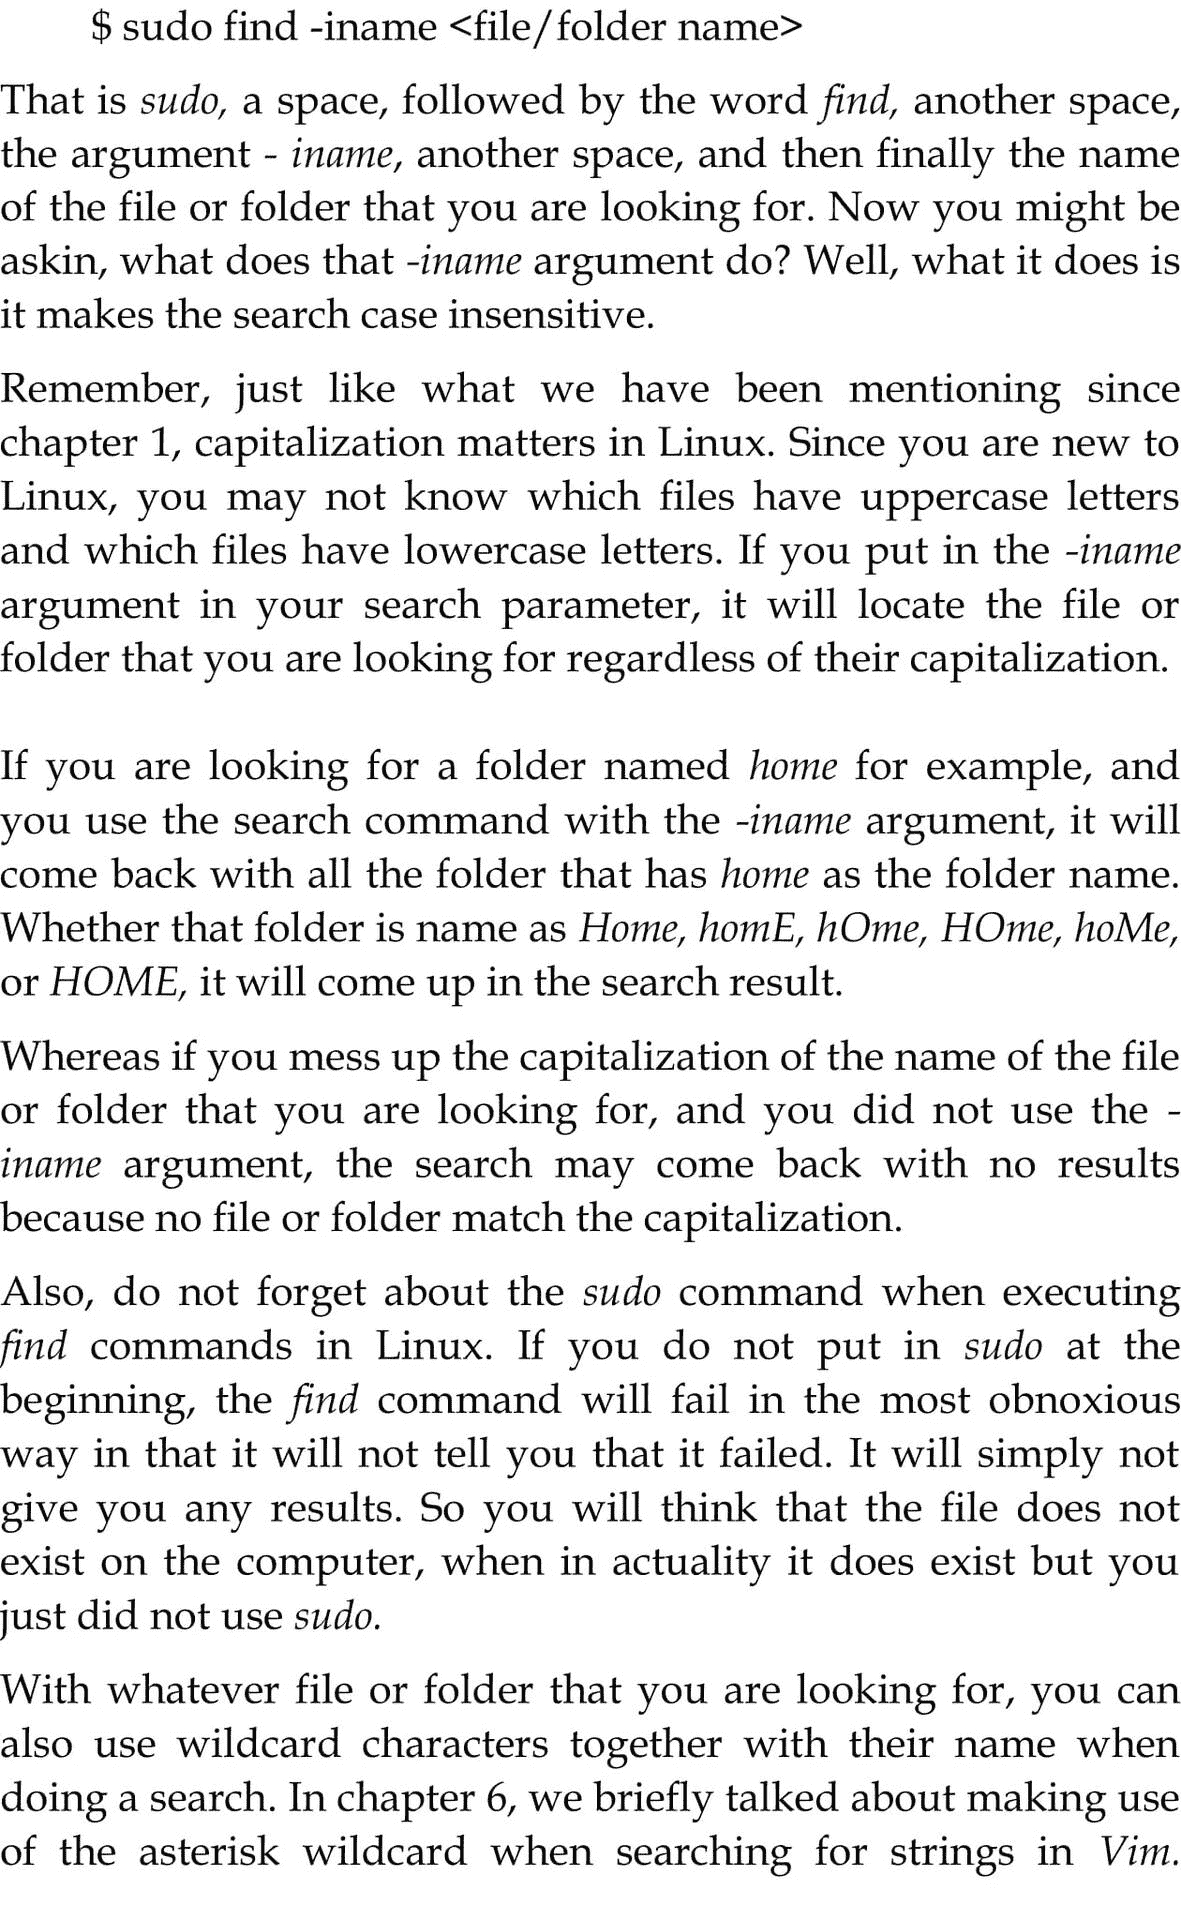 $ sudo find -iname <file/folder name>
That is sudo, a space, followed by the word find, another space,
the argument - iname, another space, and then finally the name
of the file or folder that you are looking for. Now you might be
askin, what does that -iname argument do? Well, what it does is
it makes the search case insensitive.
Remember, just like what we have been mentioning since
chapter 1, capitalization matters in Linux. Since you are new to
Linux, you may not know which files have uppercase letters
and which files have lowercase letters. If you put in the -iname
argument in your search parameter, it will locate the file or
folder that you are looking for regardless of their capitalization.
If you are looking for a folder named home for example, and
you use the search command with the -iname argument, it will
come back with all the folder that has home as the folder name.
Whether that folder is name as Home, homE, hOme, HOme, hoMe,
or HOME, it will come up in the search result.
Whereas if you mess up the capitalization of the name of the file
or folder that you are looking for, and you did not use the -
iname argument, the search may come back with no results
because no file or folder match the capitalization.
Also, do not forget about the sudo command when executing
find commands in Linux. If you do not put in sudo at the
beginning, the find command will fail in the most obnoxious
way in that it will not tell you that it failed. It will simply not
give you any results. So you will think that the file does not
exist on the computer, when in actuality it does exist but you
just did not use sudo.
With whatever file or folder that you are looking for, you can
also use wildcard characters together with their name when
doing a search. In chapter 6, we briefly talked about making use
of the asterisk wildcard when searching for strings in Vim.